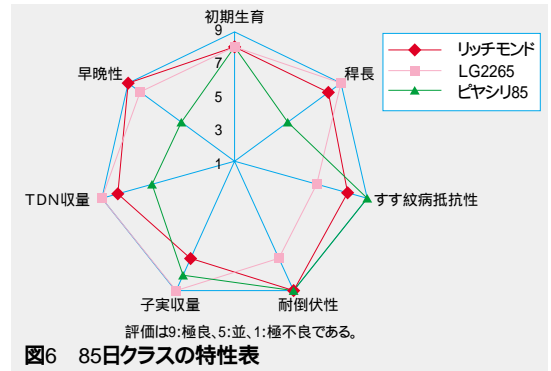 初期生育
9
7
5
3
1
早晩性
稈長
リッチモンド
LG2265
ピヤシリ85
TDN収量
すす紋病抵抗性
子実収量
耐倒伏性
評価は9:極良、5:並、1:極不良である。
図6 85日クラスの特性表